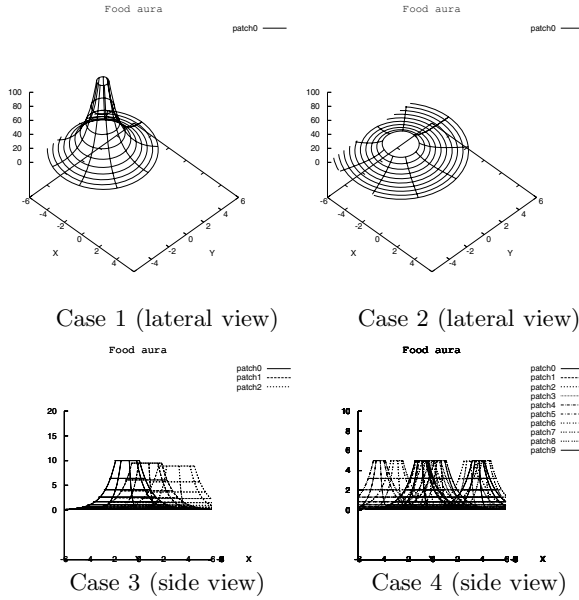 Food aura
patch0
100
80
60
40
20
0
-6
-4
-2
0
2
4
X
6
4
2
0
-2
-4
-6
Y
Case 1 (lateral view)
Food aura
patch0
100
80
60
40
20
0
-6
-4
-2
0
2
4
X
6
4
2
0
-2
-4
-6
Y
Case 2 (lateral view)
Food aura
patch0
patch1
patch2
20
15
10
5
0
X
Case 3 (side view)
Food aura
patch0
patch1
patch2
patch3
patch4
patch5
patch6
patch7
patch8
patch9
10
8
6
4
2
0
X
Case 4 (side view)